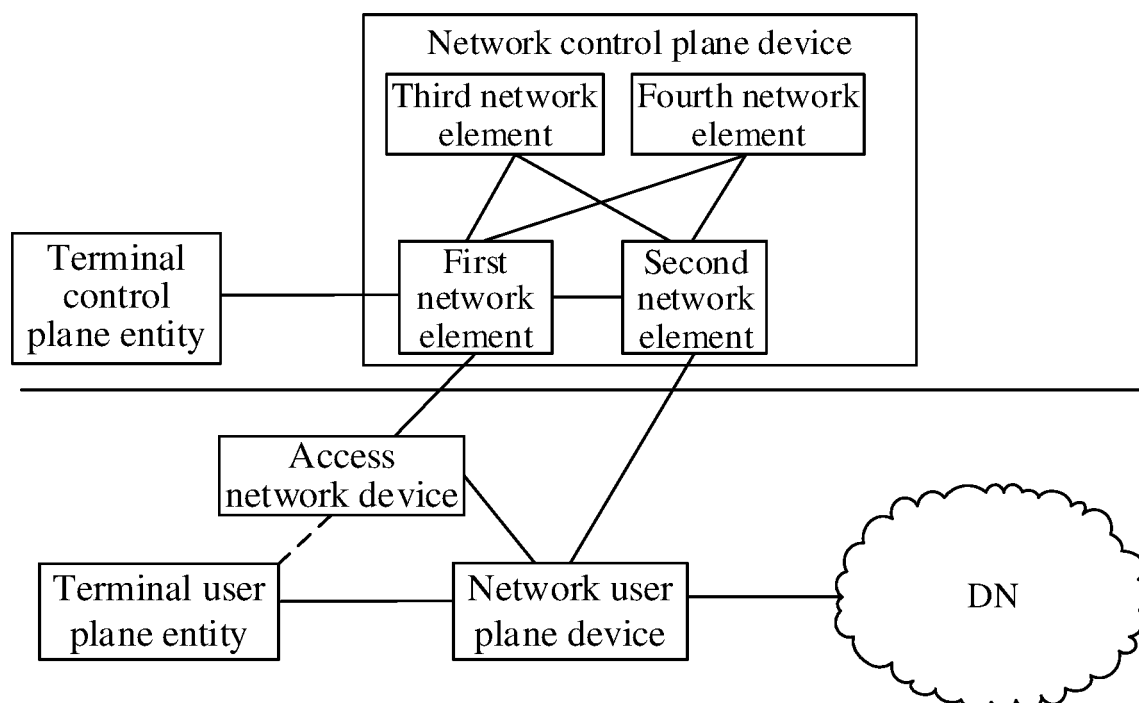 Network control plane device
Third network
element
Fourth network
element
Terminal
control
plane entity
First
network
element
Second
network
element
Access
network device
Terminal user
plane entity
Network user
plane device
DN